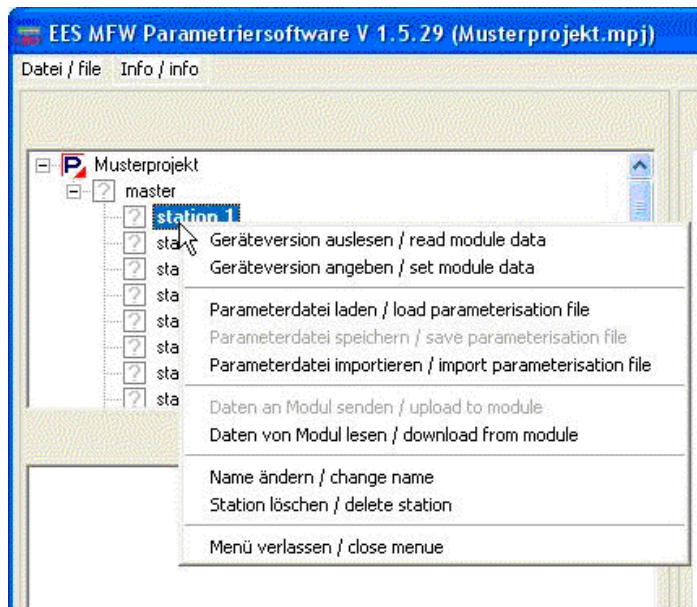 EES MFW Parametriersoftware V 1.5.29 (Musterprojekt.mpj)
Datei / file Info / info
Musterprojekt
master
station 1
sta
Geräteversion auslesen / read module data
sta
Geräteversion angeben / set module data
sta
Parameterdatei laden / load parameterisation file
sta
Parameterdatei speichern / save parameterisation file
sta
Parameterdatei importieren / import parameterisation file
sta
Daten an Modul senden / upload to module
sta
Daten von Modul lesen / download from module
Name ändern / change name
Station löschen / delete station
Menü verlassen / close menue